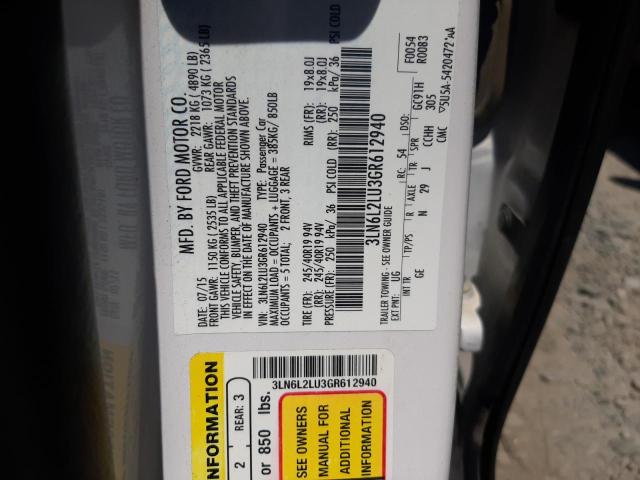 MFD. BY FORD MOTOR CO.
DATE: 07/15 GVWR: 2218 KG (4890 LB)
FRONT GAWR: 1150 KG (2535 LB) REAR GAWR: 1073 KG (2365 LB)
THIS VEHICLE CONFORMS TO ALL APPLICABLE FEDERAL MOTOR
VEHICLE SAFETY, BUMPER, AND THEFT PREVENTION STANDARDS
IN EFFECT ON THE DATE OF MANUFACTURE SHOWN ABOVE.
VIN: 3LN6L2LU3GR612940 TYPE: Passenger Car
MAXIMUM LOAD = OCCUPANTS + LUGGAGE = 385KG/ 850LB
OCCUPANTS = 5 TOTAL: 2 FRONT, 3 REAR
TIRE (FR): 245/40R19 94V RIMS (FR): 19x8.0J
(RR): 245/40R19 94V (RR): 19x8.0J
PRESSURE (FR): 250 kPa/ 36 PSI COLD (RR): 250 kPa/ 36 PSI COLD
3LN6L2LU3GR612940
TRAILER TOWING - SEE OWNER GUIDE
F0054
R0083
EXT PNT: UG RC: 54 DSO:
INT TR TP/PS R AXLE TR SPR GC91H
GE N 29 J CCHH 305
CMC ▽5U5A-5420472*AA
NFORMATION
2 REAR: 3
or 850 lbs.
3LN6L2LU3GR612940
SEE OWNERS
MANUAL FOR
ADDITIONAL
INFORMATION